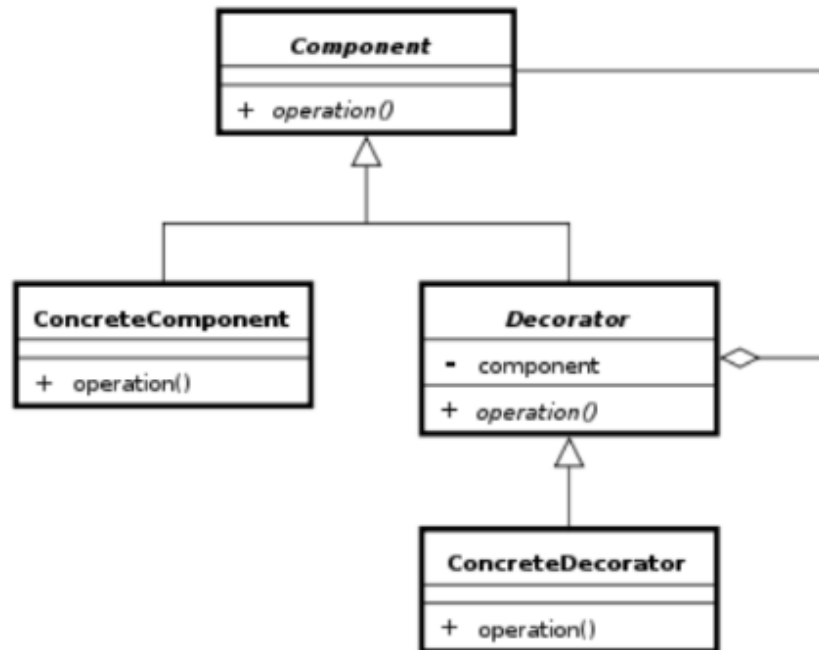 Component
+ operation()
ConcreteComponent
+ operation()
Decorator
- component
+ operation()
ConcreteDecorator
+ operation()